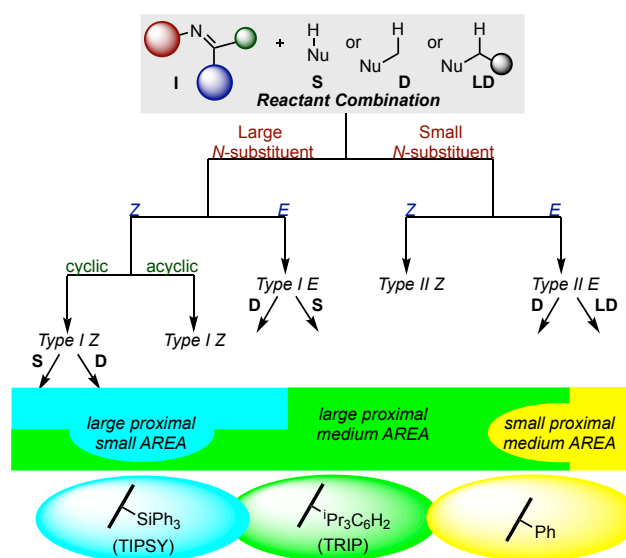 N + H or H or H
Nu Nu Nu
I S D LD
Reactant Combination
Large Small
N-substituent N-substituent
Z E Z E
cyclic acyclic
Type I E Type II Z Type II E
D S D LD
Type I Z Type I Z
S D
large proximal large proximal small proximal
small AREA medium AREA medium AREA
SiPh3 iPr3C6H2 Ph
(TIPSY) (TRIP)